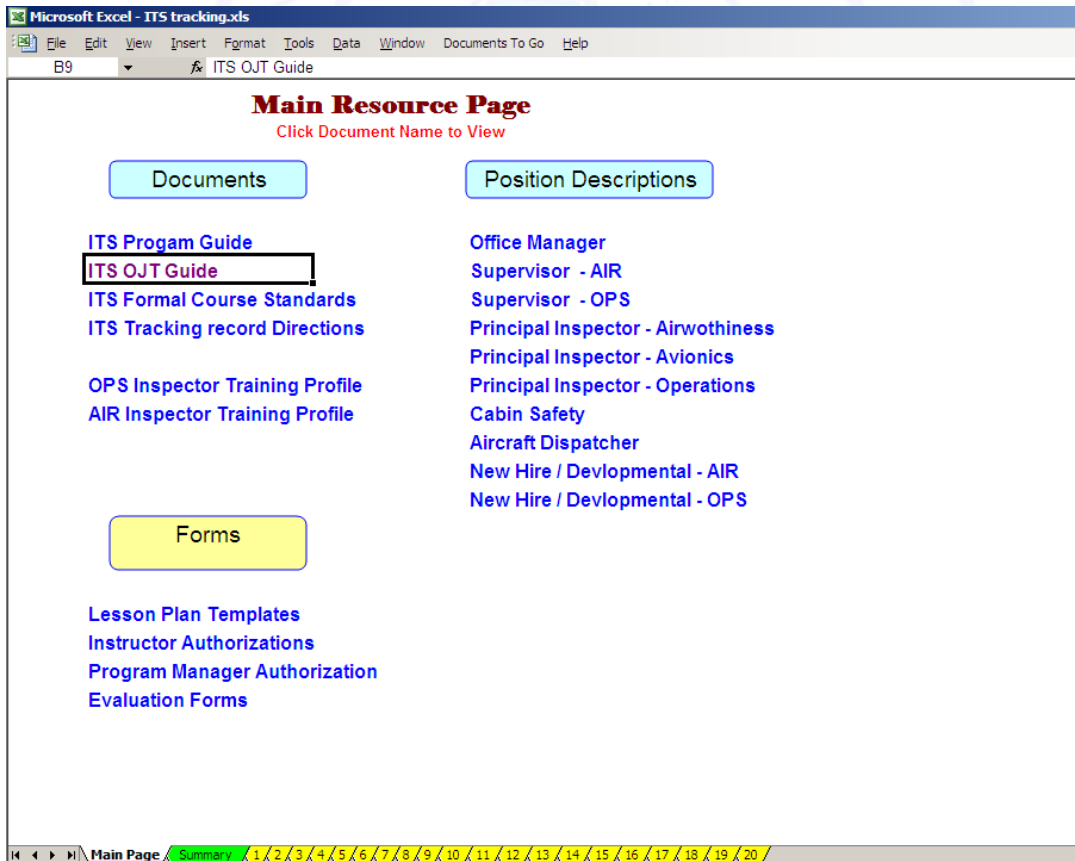 Microsoft Excel - ITS tracking.xls
File Edit View Insert Format Tools Data Window Documents To Go Help
B9 fx ITS OJT Guide
Main Resource Page
Click Document Name to View
Documents
ITS Progam Guide
ITS OJT Guide
ITS Formal Course Standards
ITS Tracking record Directions
OPS Inspector Training Profile
AIR Inspector Training Profile
Forms
Lesson Plan Templates
Instructor Authorizations
Program Manager Authorization
Evaluation Forms
Position Descriptions
Office Manager
Supervisor - AIR
Supervisor - OPS
Principal Inspector - Airwothiness
Principal Inspector - Avionics
Principal Inspector - Operations
Cabin Safety
Aircraft Dispatcher
New Hire / Devlopmental - AIR
New Hire / Devlopmental - OPS
Main Page Summary 1 2 3 4 5 6 7 8 9 10 11 12 13 14 15 16 17 18 19 20